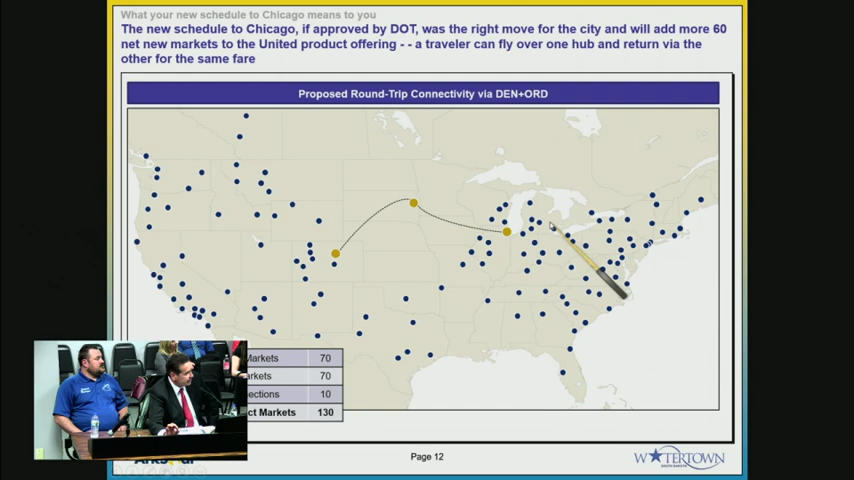 What your new schedule to Chicago means to you
The new schedule to Chicago, if approved by DOT, was the right move for the city and will add more 60
net new markets to the United product offering - - a traveler can fly over one hub and return via the
other for the same fare
Proposed Round-Trip Connectivity via DEN+ORD
Markets 70
70
10
Markets 130
Page 12
WATERTOWN
SOUTH DAKOTA